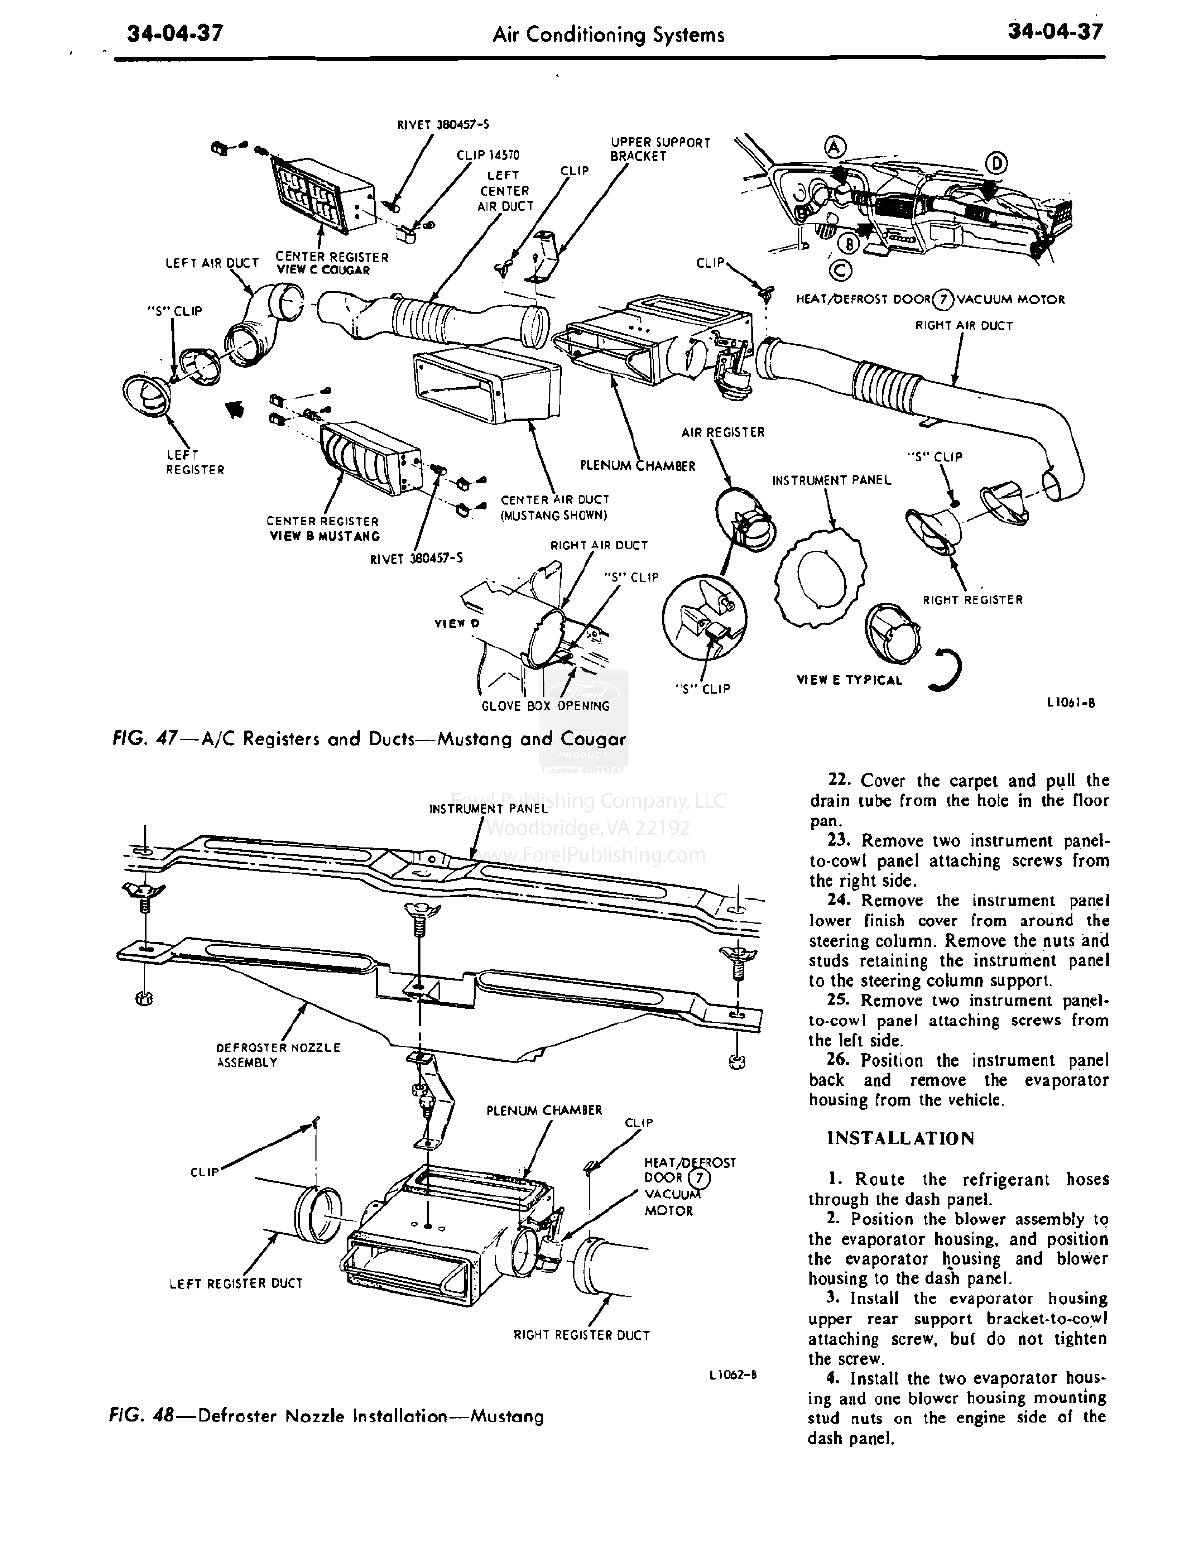 34-04-37 Air Conditioning Systems 34-04-37
RIVET 380457-S
CLIP 14570
LEFT
CENTER
AIR DUCT
CLIP
UPPER SUPPORT
BRACKET
A
D
B
C
CENTER REGISTER
VIEW C COUGAR
LEFT AIR DUCT
"S" CLIP
CLIP
HEAT/DEFROST DOOR 7 VACUUM MOTOR
RIGHT AIR DUCT
LEFT
REGISTER
AIR REGISTER
PLENUM CHAMBER
INSTRUMENT PANEL
"S" CLIP
CENTER AIR DUCT
(MUSTANG SHOWN)
CENTER REGISTER
VIEW B MUSTANG
RIVET 380457-S
RIGHT AIR DUCT
"S" CLIP
VIEW D
RIGHT REGISTER
"S" CLIP
VIEW E TYPICAL
GLOVE BOX OPENING
L1061-B
FIG. 47—A/C Registers and Ducts—Mustang and Cougar
Ford
PRODUCT
Forel Publishing Company, LLC
Woodbridge, VA 22192
www.ForelPublishing.com
INSTRUMENT PANEL
DEFROSTER NOZZLE
ASSEMBLY
PLENUM CHAMBER
CLIP
CLIP
HEAT/DEFROST
DOOR 7
VACUUM
MOTOR
LEFT REGISTER DUCT
RIGHT REGISTER DUCT
L1062-B
FIG. 48—Defroster Nozzle Installation—Mustang
22. Cover the carpet and pull the
drain tube from the hole in the floor
pan.
23. Remove two instrument panel-
to-cowl panel attaching screws from
the right side.
24. Remove the instrument panel
lower finish cover from around the
steering column. Remove the nuts and
studs retaining the instrument panel
to the steering column support.
25. Remove two instrument panel-
to-cowl panel attaching screws from
the left side.
26. Position the instrument panel
back and remove the evaporator
housing from the vehicle.
INSTALLATION
1. Route the refrigerant hoses
through the dash panel.
2. Position the blower assembly to
the evaporator housing, and position
the evaporator housing and blower
housing to the dash panel.
3. Install the evaporator housing
upper rear support bracket-to-cowl
attaching screw, but do not tighten
the screw.
4. Install the two evaporator hous-
ing and one blower housing mounting
stud nuts on the engine side of the
dash panel.